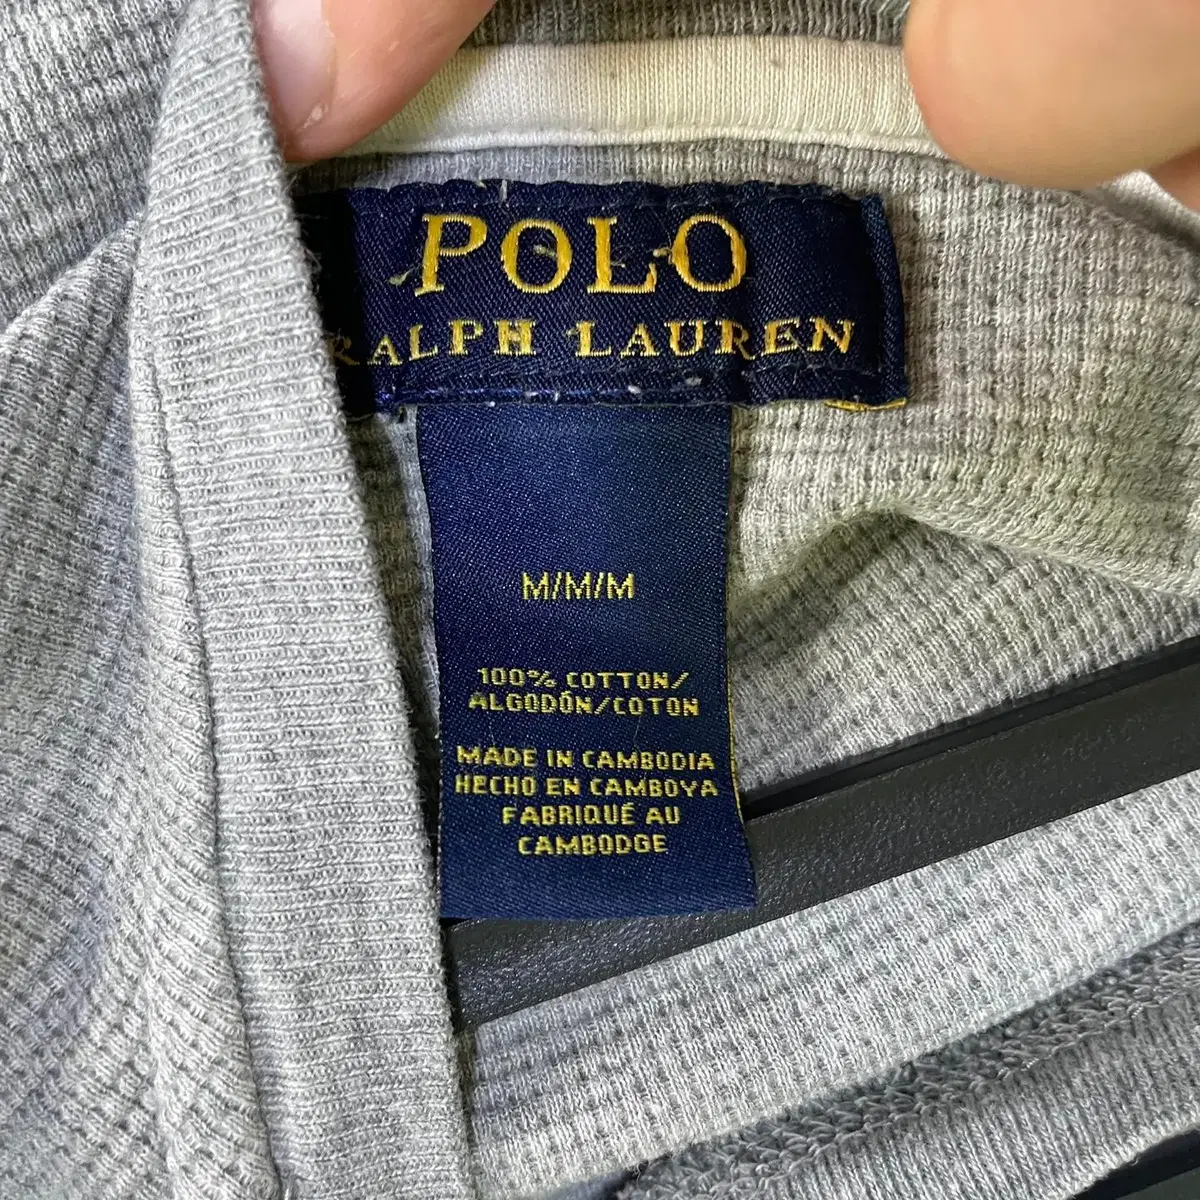 POLO
RALPH LAUREN
M/M/M
100% COTTON/
ALGODÓN/COTON
MADE IN CAMBODIA
HECHO EN CAMBOYA
FABRIQUÉ AU
CAMBODGE